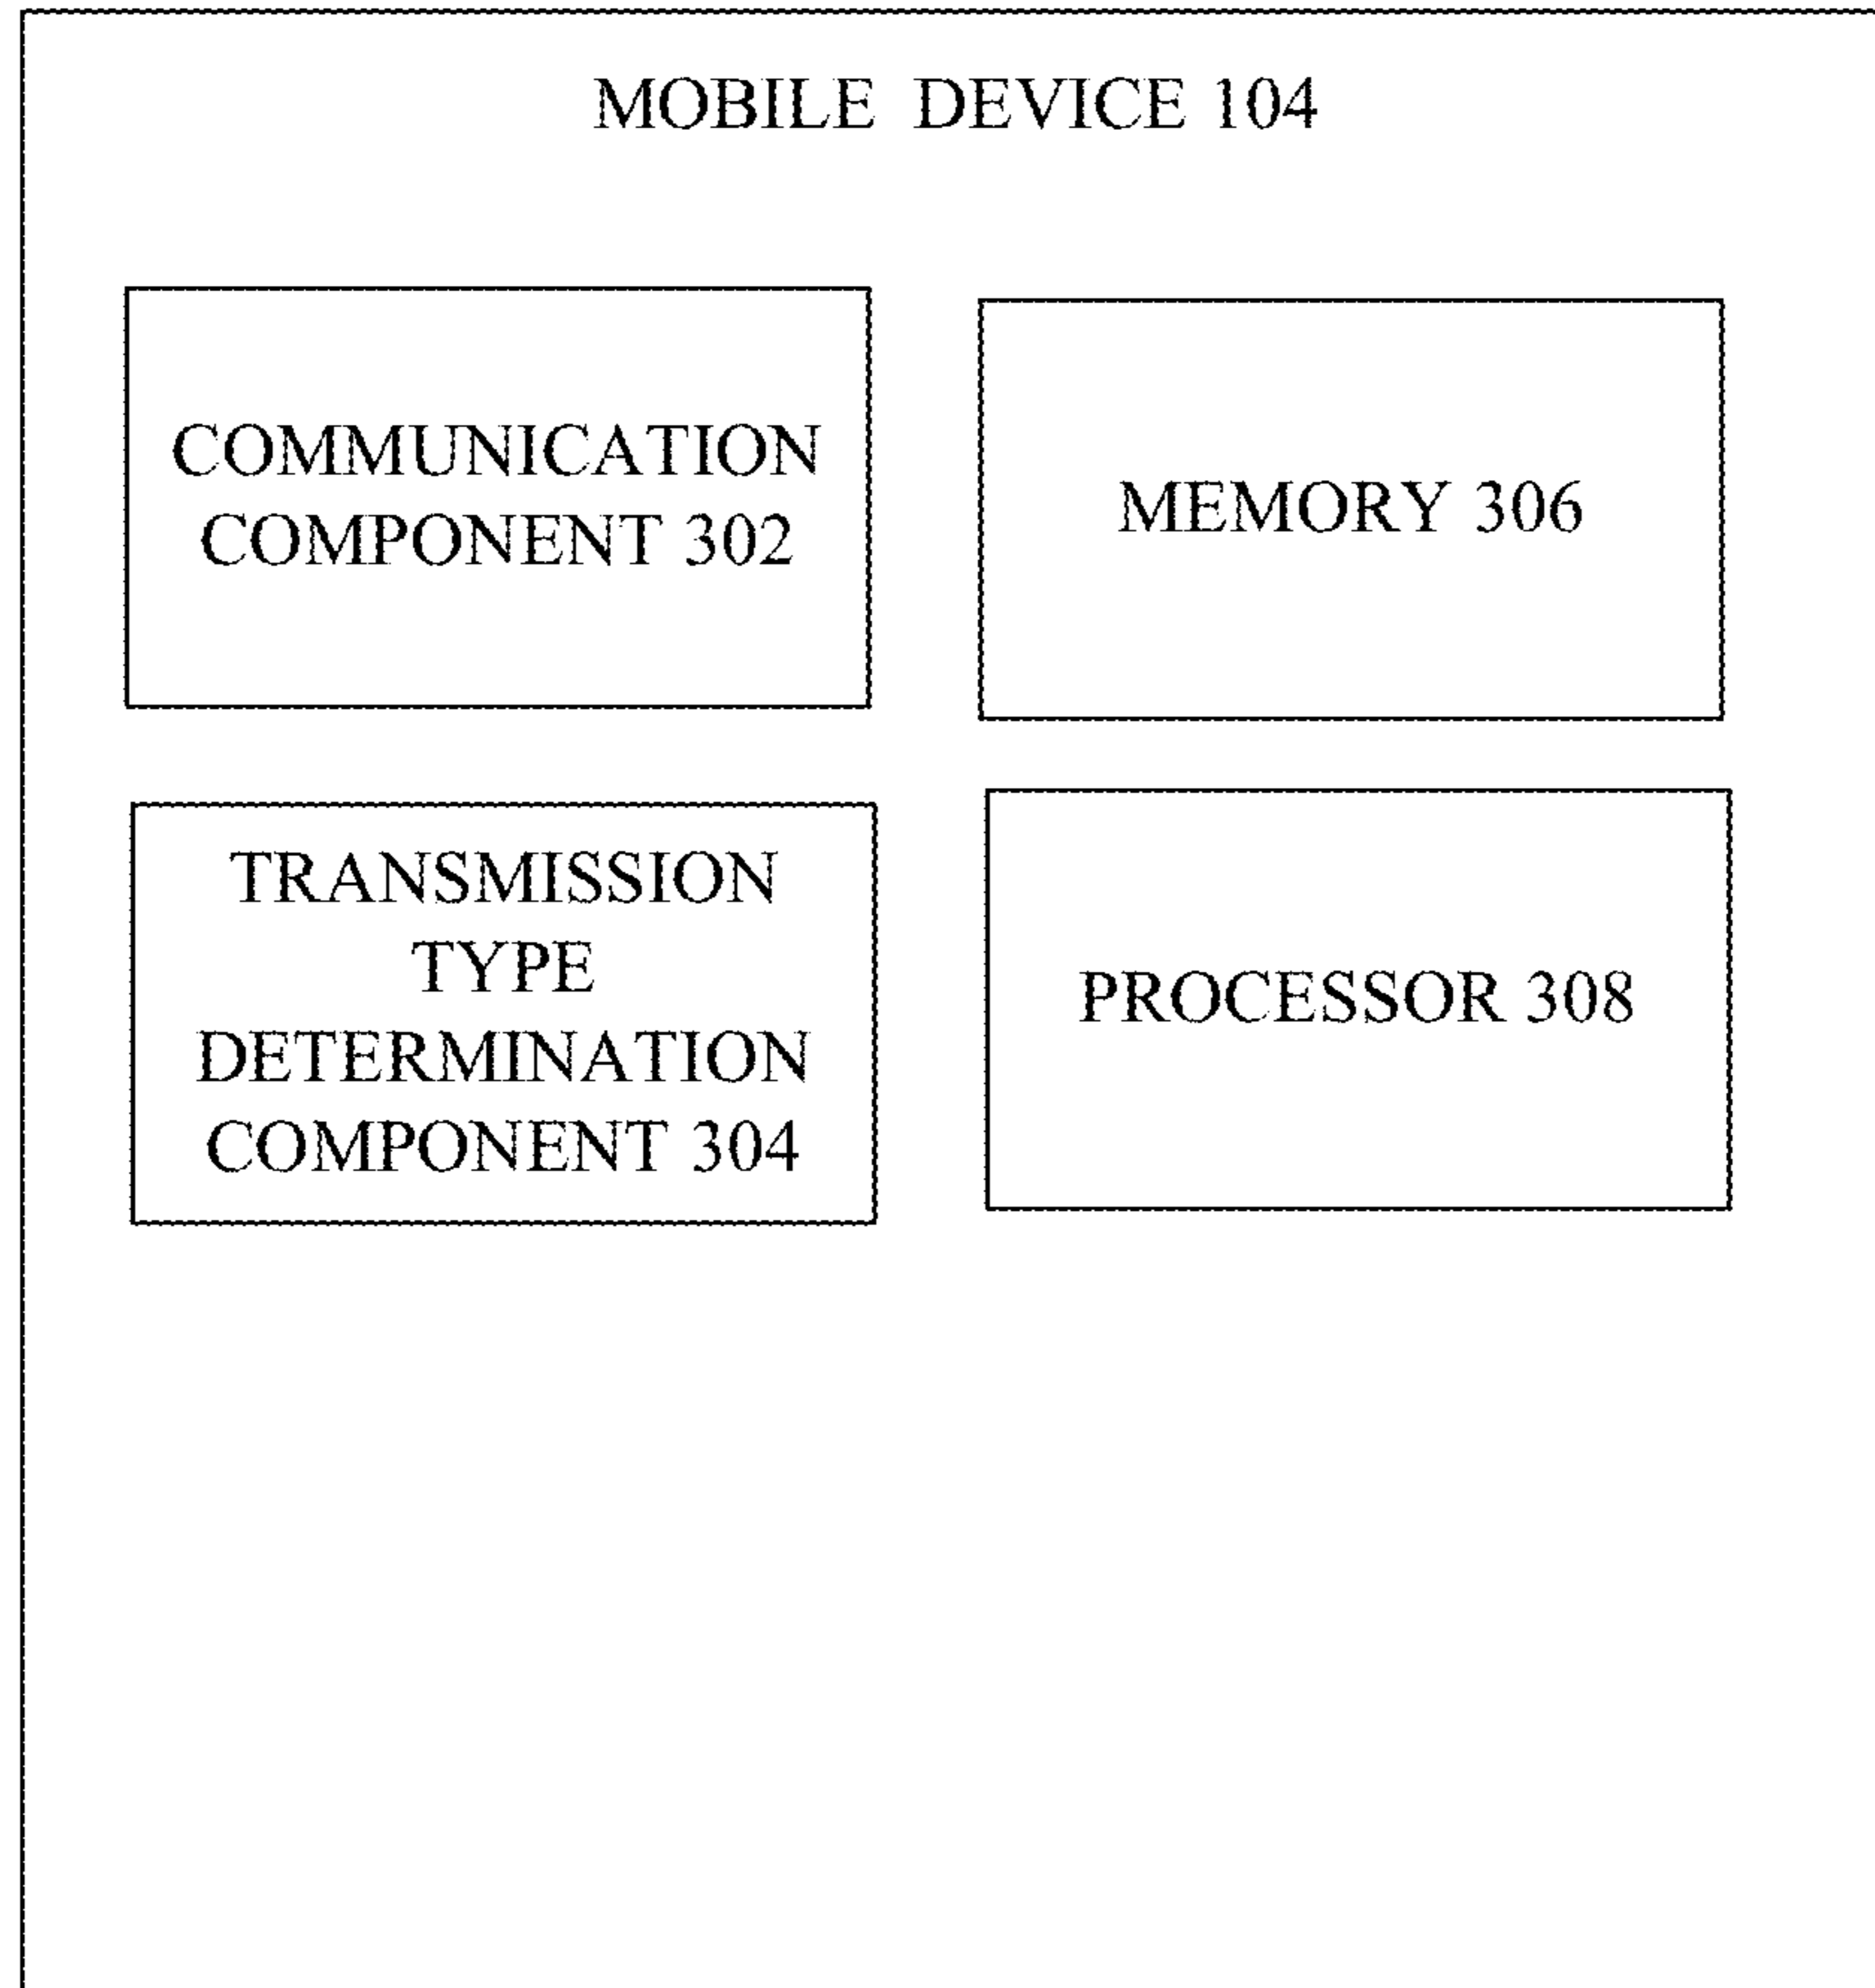 MOBILE DEVICE 104
COMMUNICATION
COMPONENT 302
MEMORY 306
TRANSMISSION
TYPE
DETERMINATION
COMPONENT 304
PROCESSOR 308